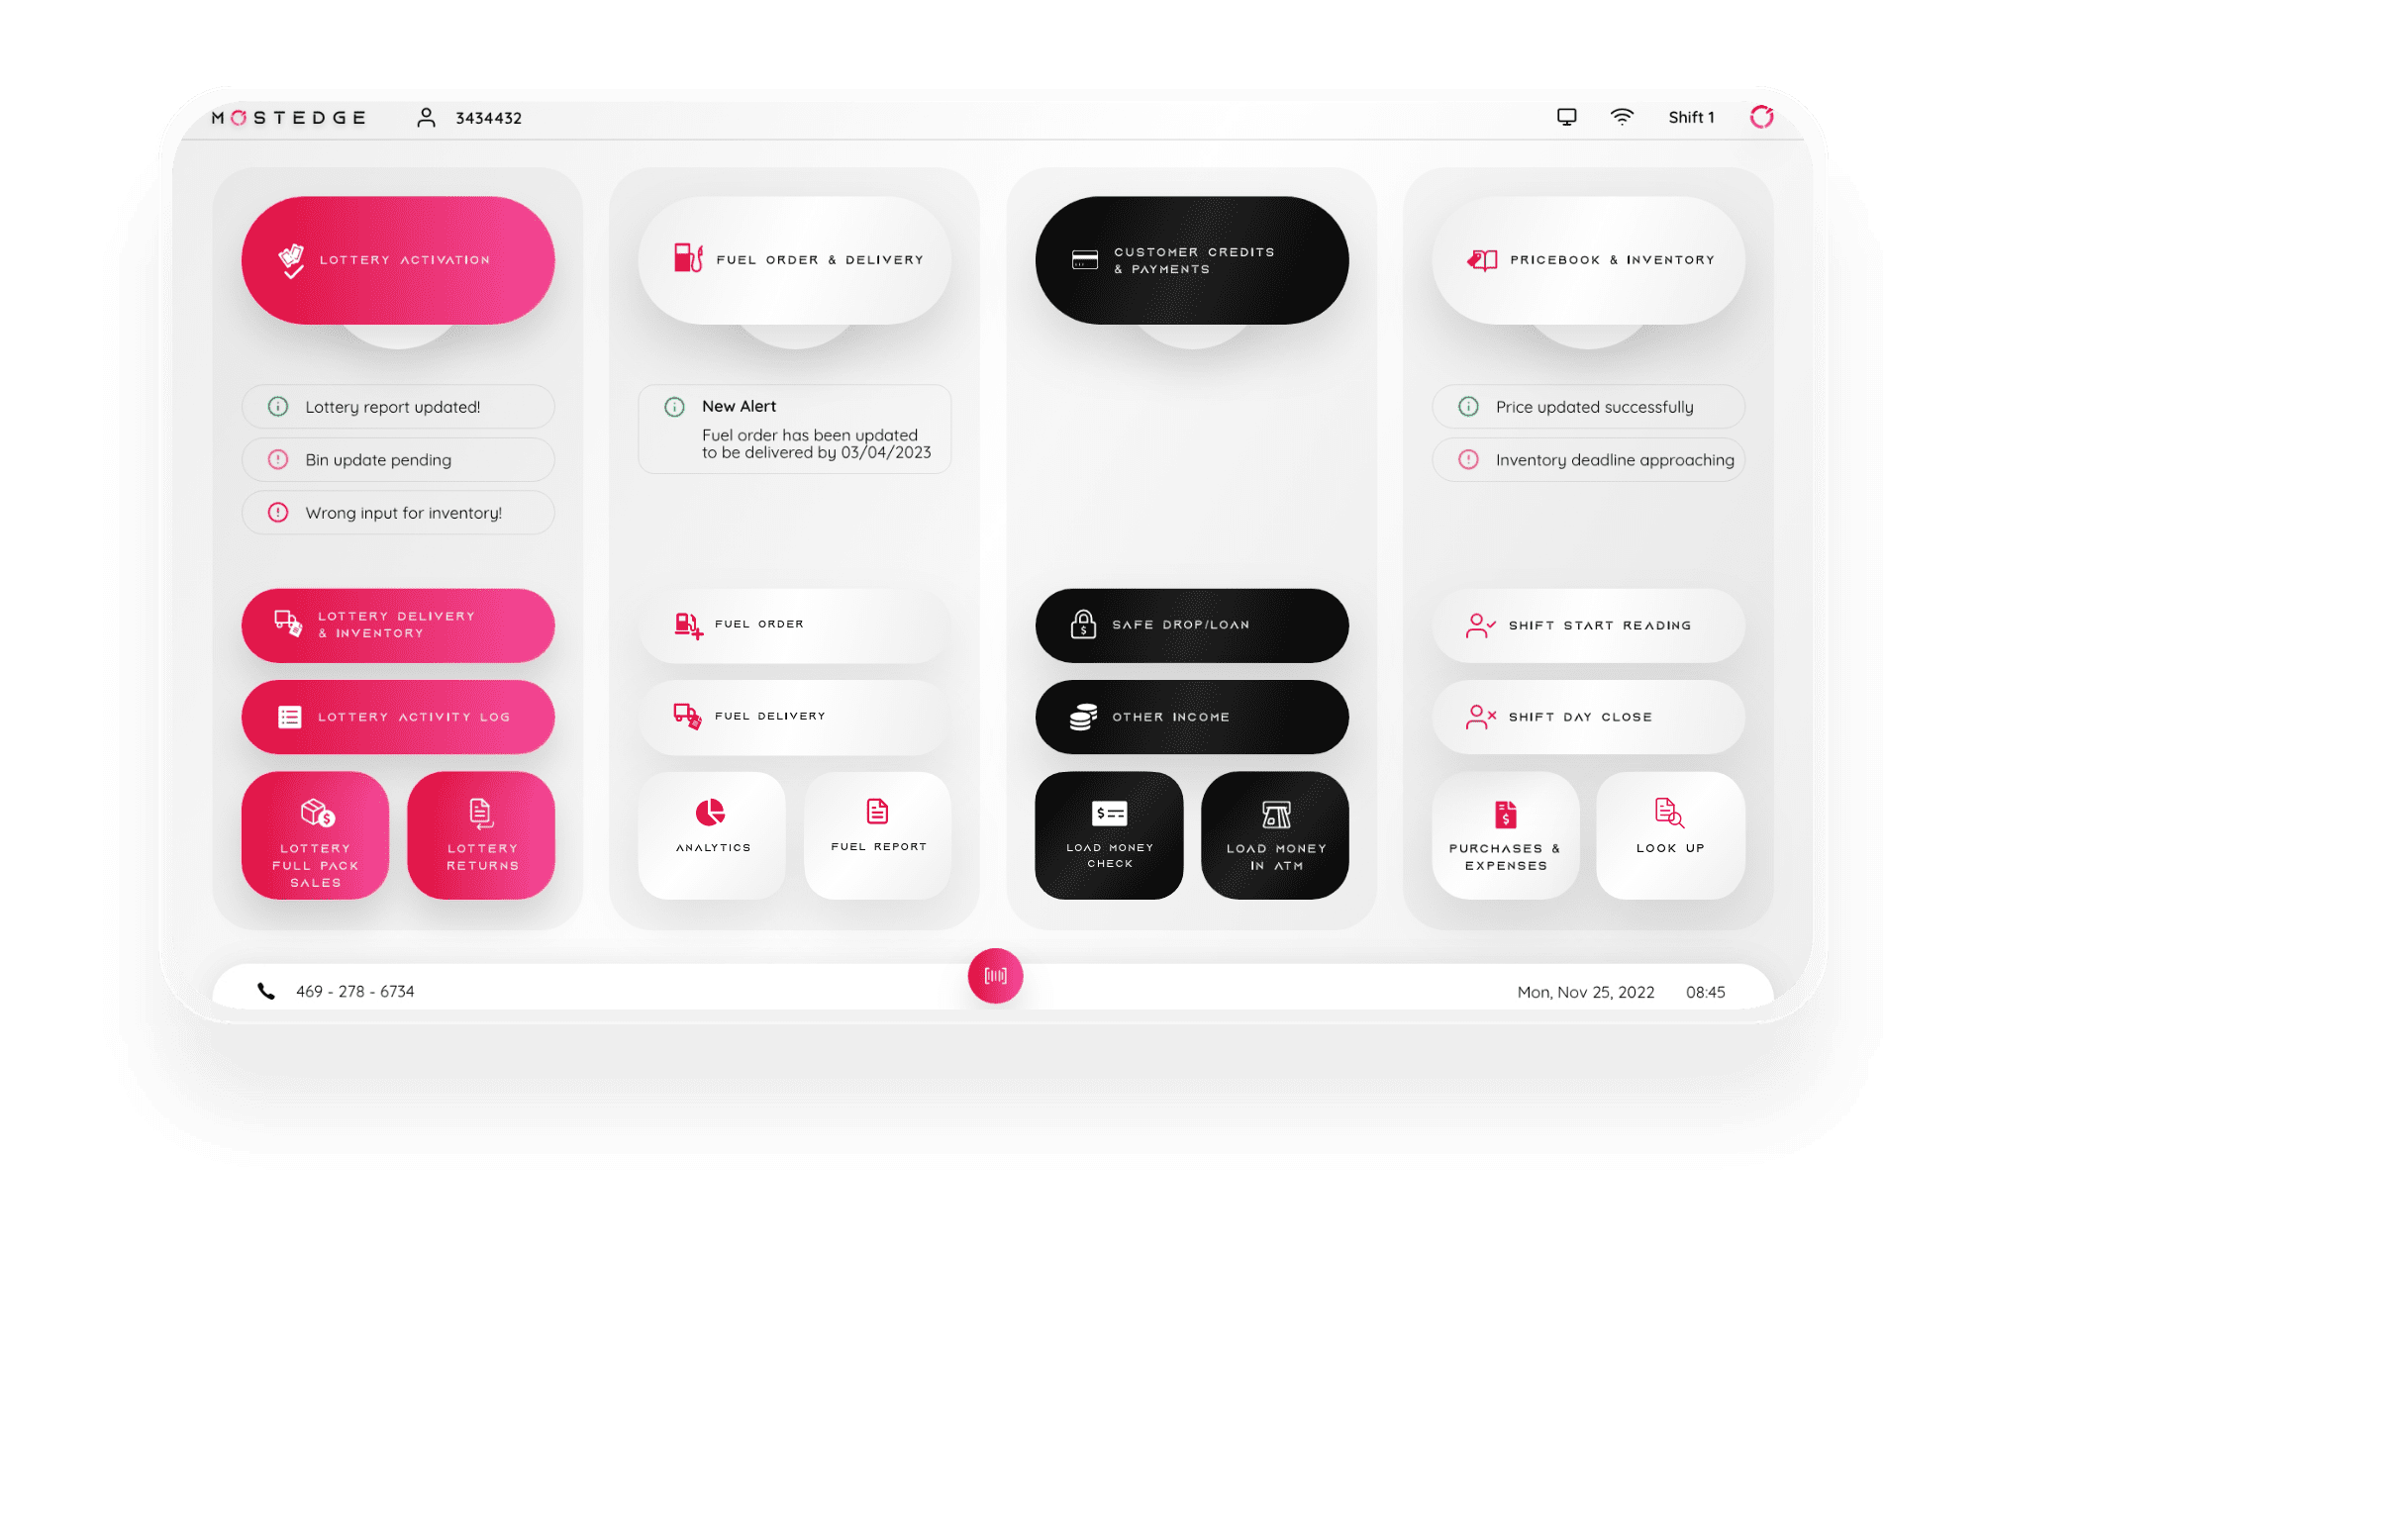 MOSTEDGE
3434432
Shift 1
LOTTERY ACTIVATION
Lottery report updated!
Bin update pending
Wrong input for inventory!
LOTTERY DELIVERY
& INVENTORY
LOTTERY ACTIVITY LOG
LOTTERY
FULL PACK
SALES
LOTTERY
RETURNS
FUEL ORDER & DELIVERY
New Alert
Fuel order has been updated
to be delivered by 03/04/2023
FUEL ORDER
FUEL DELIVERY
ANALYTICS
FUEL REPORT
CUSTOMER CREDITS
& PAYMENTS
SAFE DROP/LOAN
OTHER INCOME
LOAD MONEY
CHECK
LOAD MONEY
IN ATM
PRICEBOOK & INVENTORY
Price updated successfully
Inventory deadline approaching
SHIFT START READING
SHIFT DAY CLOSE
PURCHASES &
EXPENSES
LOOK UP
469 - 278 - 6734
Mon, Nov 25, 2022 08:45